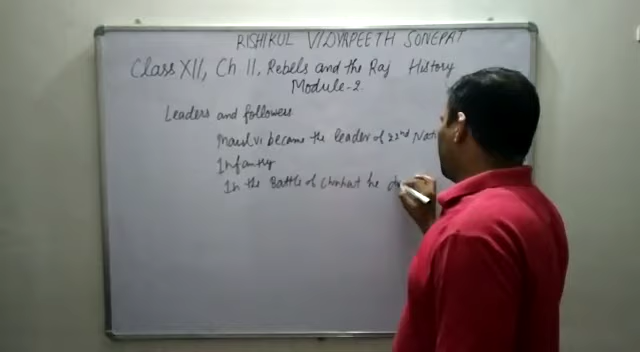 RISHIKUL VIDYAPEETH SONEPAT
Class XII, Ch 11, Rebels and the Raj History
Module-2.
Leaders and followers
Maulvi became the leader of 22nd Nati
Infantry
In the Battle of Chinhat he